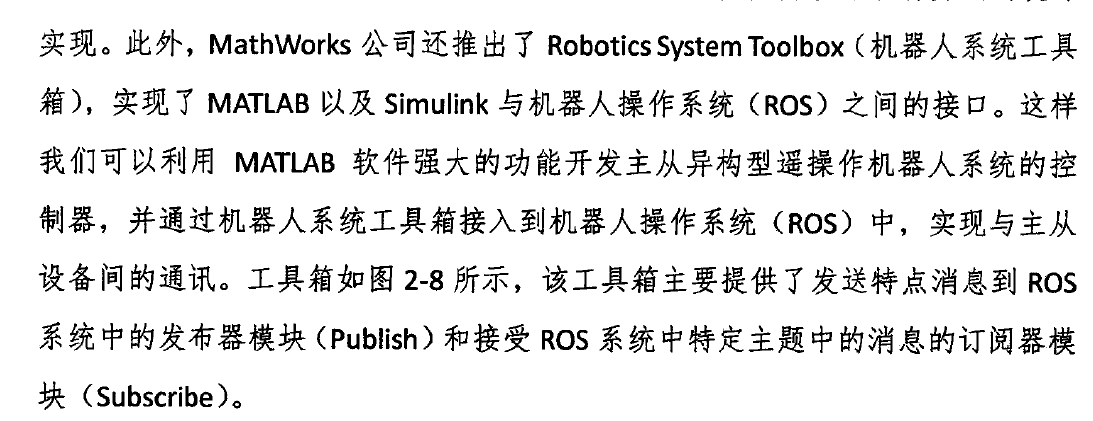 实现。此外，MathWorks 公司还推出了 Robotics System Toolbox（机器人系统工具
箱），实现了 MATLAB 以及 Simulink 与机器人操作系统（ROS）之间的接口。这样
我们可以利用 MATLAB 软件强大的功能开发主从异构型遥操作机器人系统的控
制器，并通过机器人系统工具箱接入到机器人操作系统（ROS）中，实现与主从
设备间的通讯。工具箱如图 2-8 所示，该工具箱主要提供了发送特点消息到 ROS
系统中的发布器模块（Publish）和接受 ROS 系统中特定主题中的消息的订阅器模
块（Subscribe）。